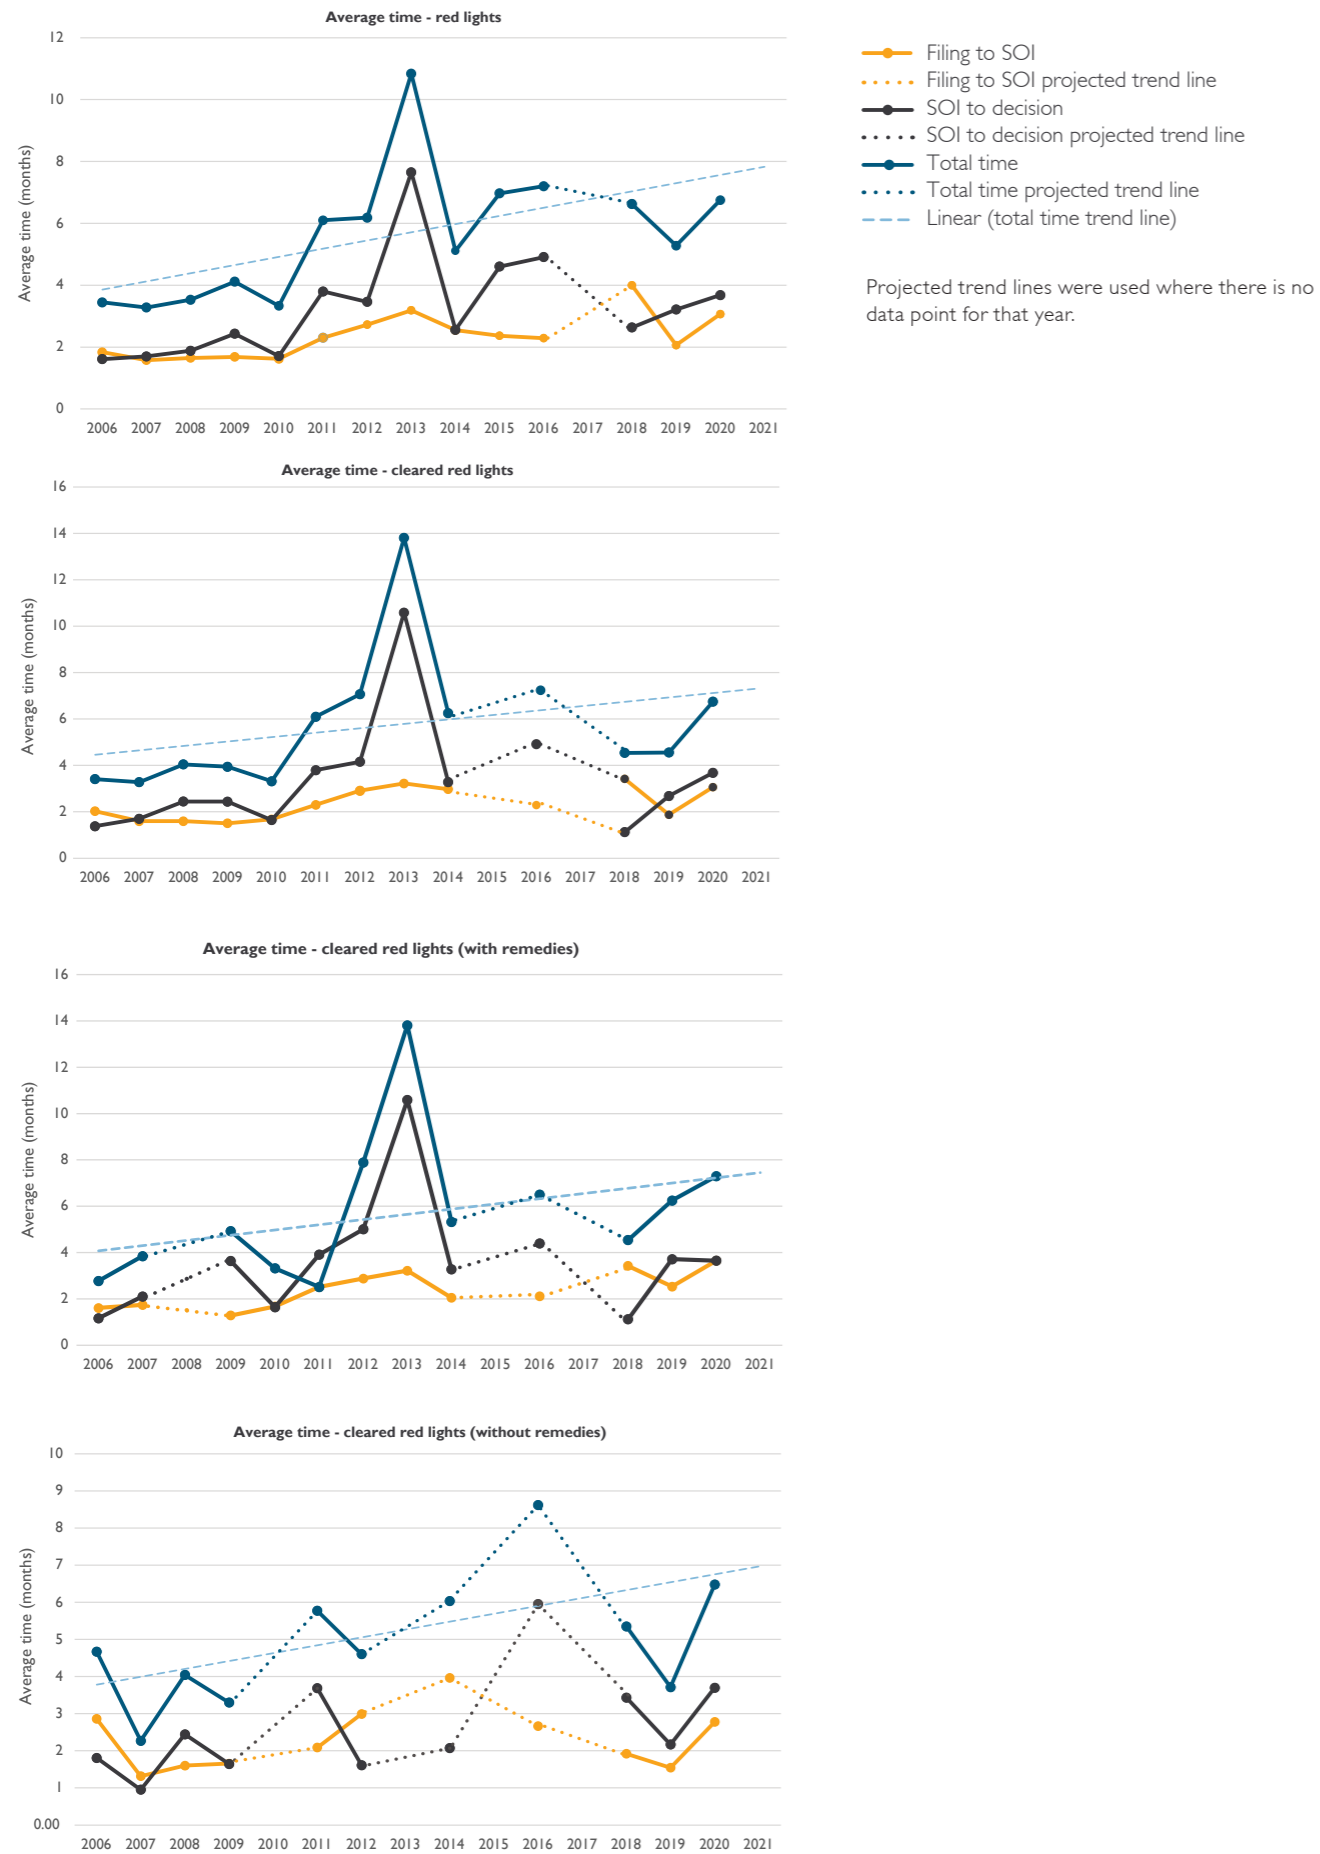 Average time - red lights
12
10
8
6
4
2
0
Average time (months)
2006 2007 2008 2009 2010 2011 2012 2013 2014 2015 2016 2017 2018 2019 2020 2021
Filing to SOI
Filing to SOI projected trend line
SOI to decision
SOI to decision projected trend line
Total time
Total time projected trend line
Linear (total time trend line)
Projected trend lines were used where there is no
data point for that year.
Average time - cleared red lights
16
14
12
10
8
6
4
2
0
Average time (months)
2006 2007 2008 2009 2010 2011 2012 2013 2014 2015 2016 2017 2018 2019 2020 2021
Average time - cleared red lights (with remedies)
16
14
12
10
8
6
4
2
0
Average time (months)
2006 2007 2008 2009 2010 2011 2012 2013 2014 2015 2016 2017 2018 2019 2020 2021
Average time - cleared red lights (without remedies)
10
9
8
7
6
5
4
3
2
1
0.00
Average time (months)
2006 2007 2008 2009 2010 2011 2012 2013 2014 2015 2016 2017 2018 2019 2020 2021